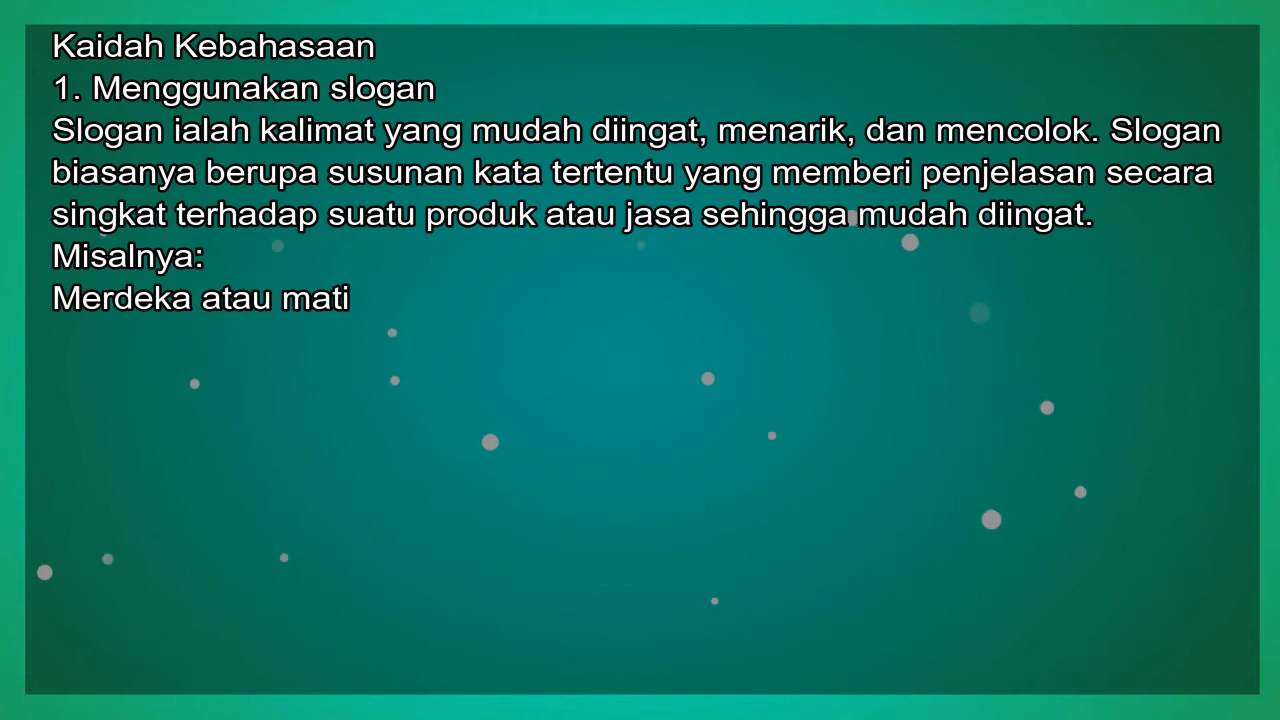 Kaidah Kebahasaan
1. Menggunakan slogan
Slogan ialah kalimat yang mudah diingat, menarik, dan mencolok. Slogan
biasanya berupa susunan kata tertentu yang memberi penjelasan secara
singkat terhadap suatu produk atau jasa sehingga mudah diingat.
Misalnya:
Merdeka atau mati